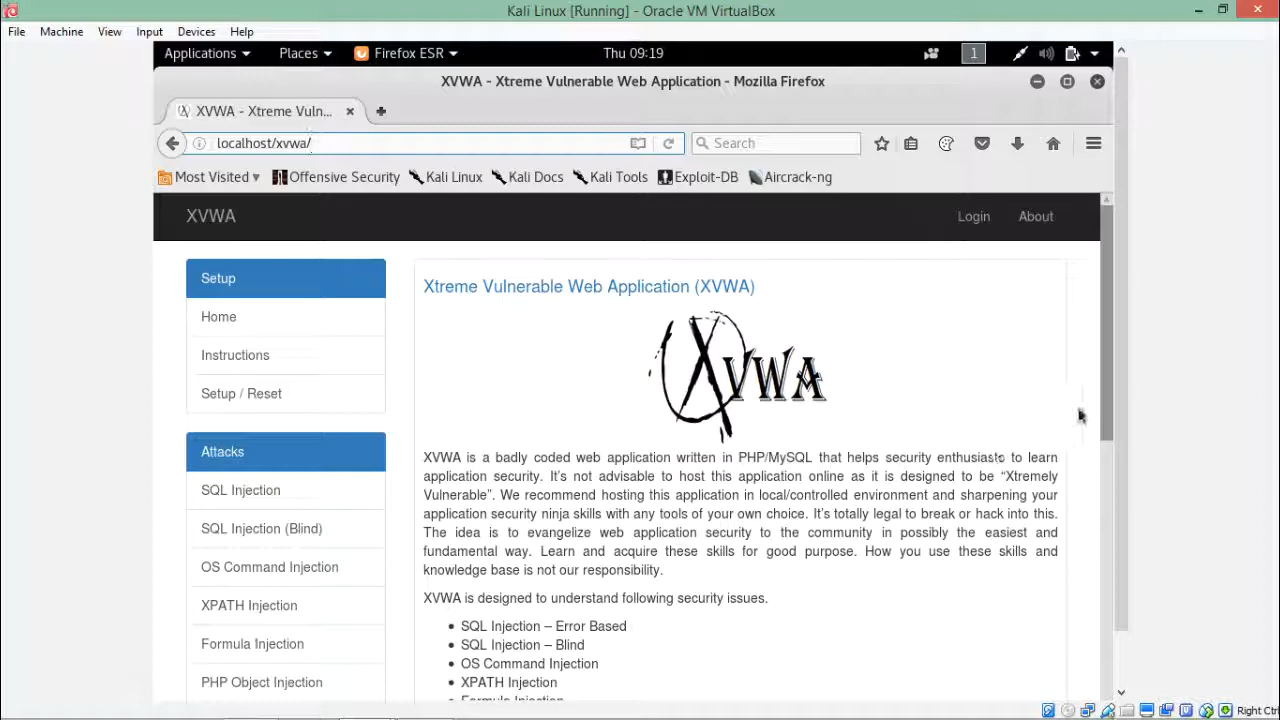 Kali Linux [Running] - Oracle VM VirtualBox
File Machine View Input Devices Help
Applications Places Firefox ESR Thu 09:19 1
XVWA - Xtreme Vulnerable Web Application - Mozilla Firefox
XVWA - Xtreme Vuln...
localhost/xvwa/ Search
Most Visited Offensive Security Kali Linux Kali Docs Kali Tools Exploit-DB Aircrack-ng
XVWA Login About
Setup
Home
Instructions
Setup / Reset
Attacks
SQL Injection
SQL Injection (Blind)
OS Command Injection
XPATH Injection
Formula Injection
PHP Object Injection
Xtreme Vulnerable Web Application (XVWA)
XVWA
XVWA is a badly coded web application written in PHP/MySQL that helps security enthusiasts to learn
application security. It's not advisable to host this application online as it is designed to be “Xtremely
Vulnerable”. We recommend hosting this application in local/controlled environment and sharpening your
application security ninja skills with any tools of your own choice. It's totally legal to break or hack into this.
The idea is to evangelize web application security to the community in possibly the easiest and
fundamental way. Learn and acquire these skills for good purpose. How you use these skills and
knowledge base is not our responsibility.
XVWA is designed to understand following security issues.
SQL Injection – Error Based
SQL Injection – Blind
OS Command Injection
XPATH Injection
Formula Injection
Right Ctrl